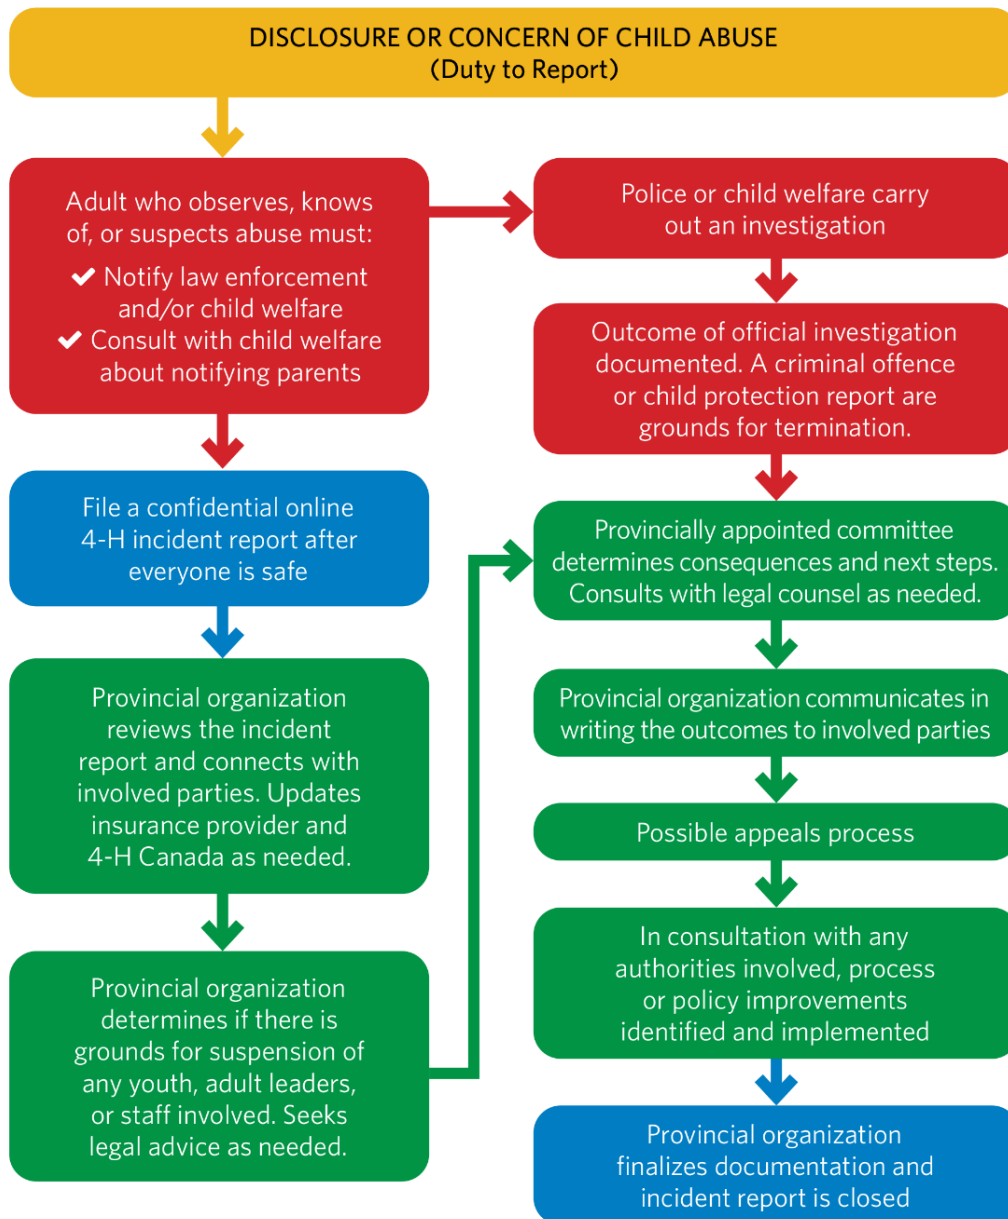 DISCLOSURE OR CONCERN OF CHILD ABUSE
(Duty to Report)
Adult who observes, knows
of, or suspects abuse must:
✔ Notify law enforcement
and/or child welfare
✔ Consult with child welfare
about notifying parents
File a confidential online
4-H incident report after
everyone is safe
Provincial organization
reviews the incident
report and connects with
involved parties. Updates
insurance provider and
4-H Canada as needed.
Provincial organization
determines if there is
grounds for suspension of
any youth, adult leaders,
or staff involved. Seeks
legal advice as needed.
Police or child welfare carry
out an investigation
Outcome of official investigation
documented. A criminal offence
or child protection report are
grounds for termination.
Provincially appointed committee
determines consequences and next steps.
Consults with legal counsel as needed.
Provincial organization communicates in
writing the outcomes to involved parties
Possible appeals process
In consultation with any
authorities involved, process
or policy improvements
identified and implemented
Provincial organization
finalizes documentation and
incident report is closed